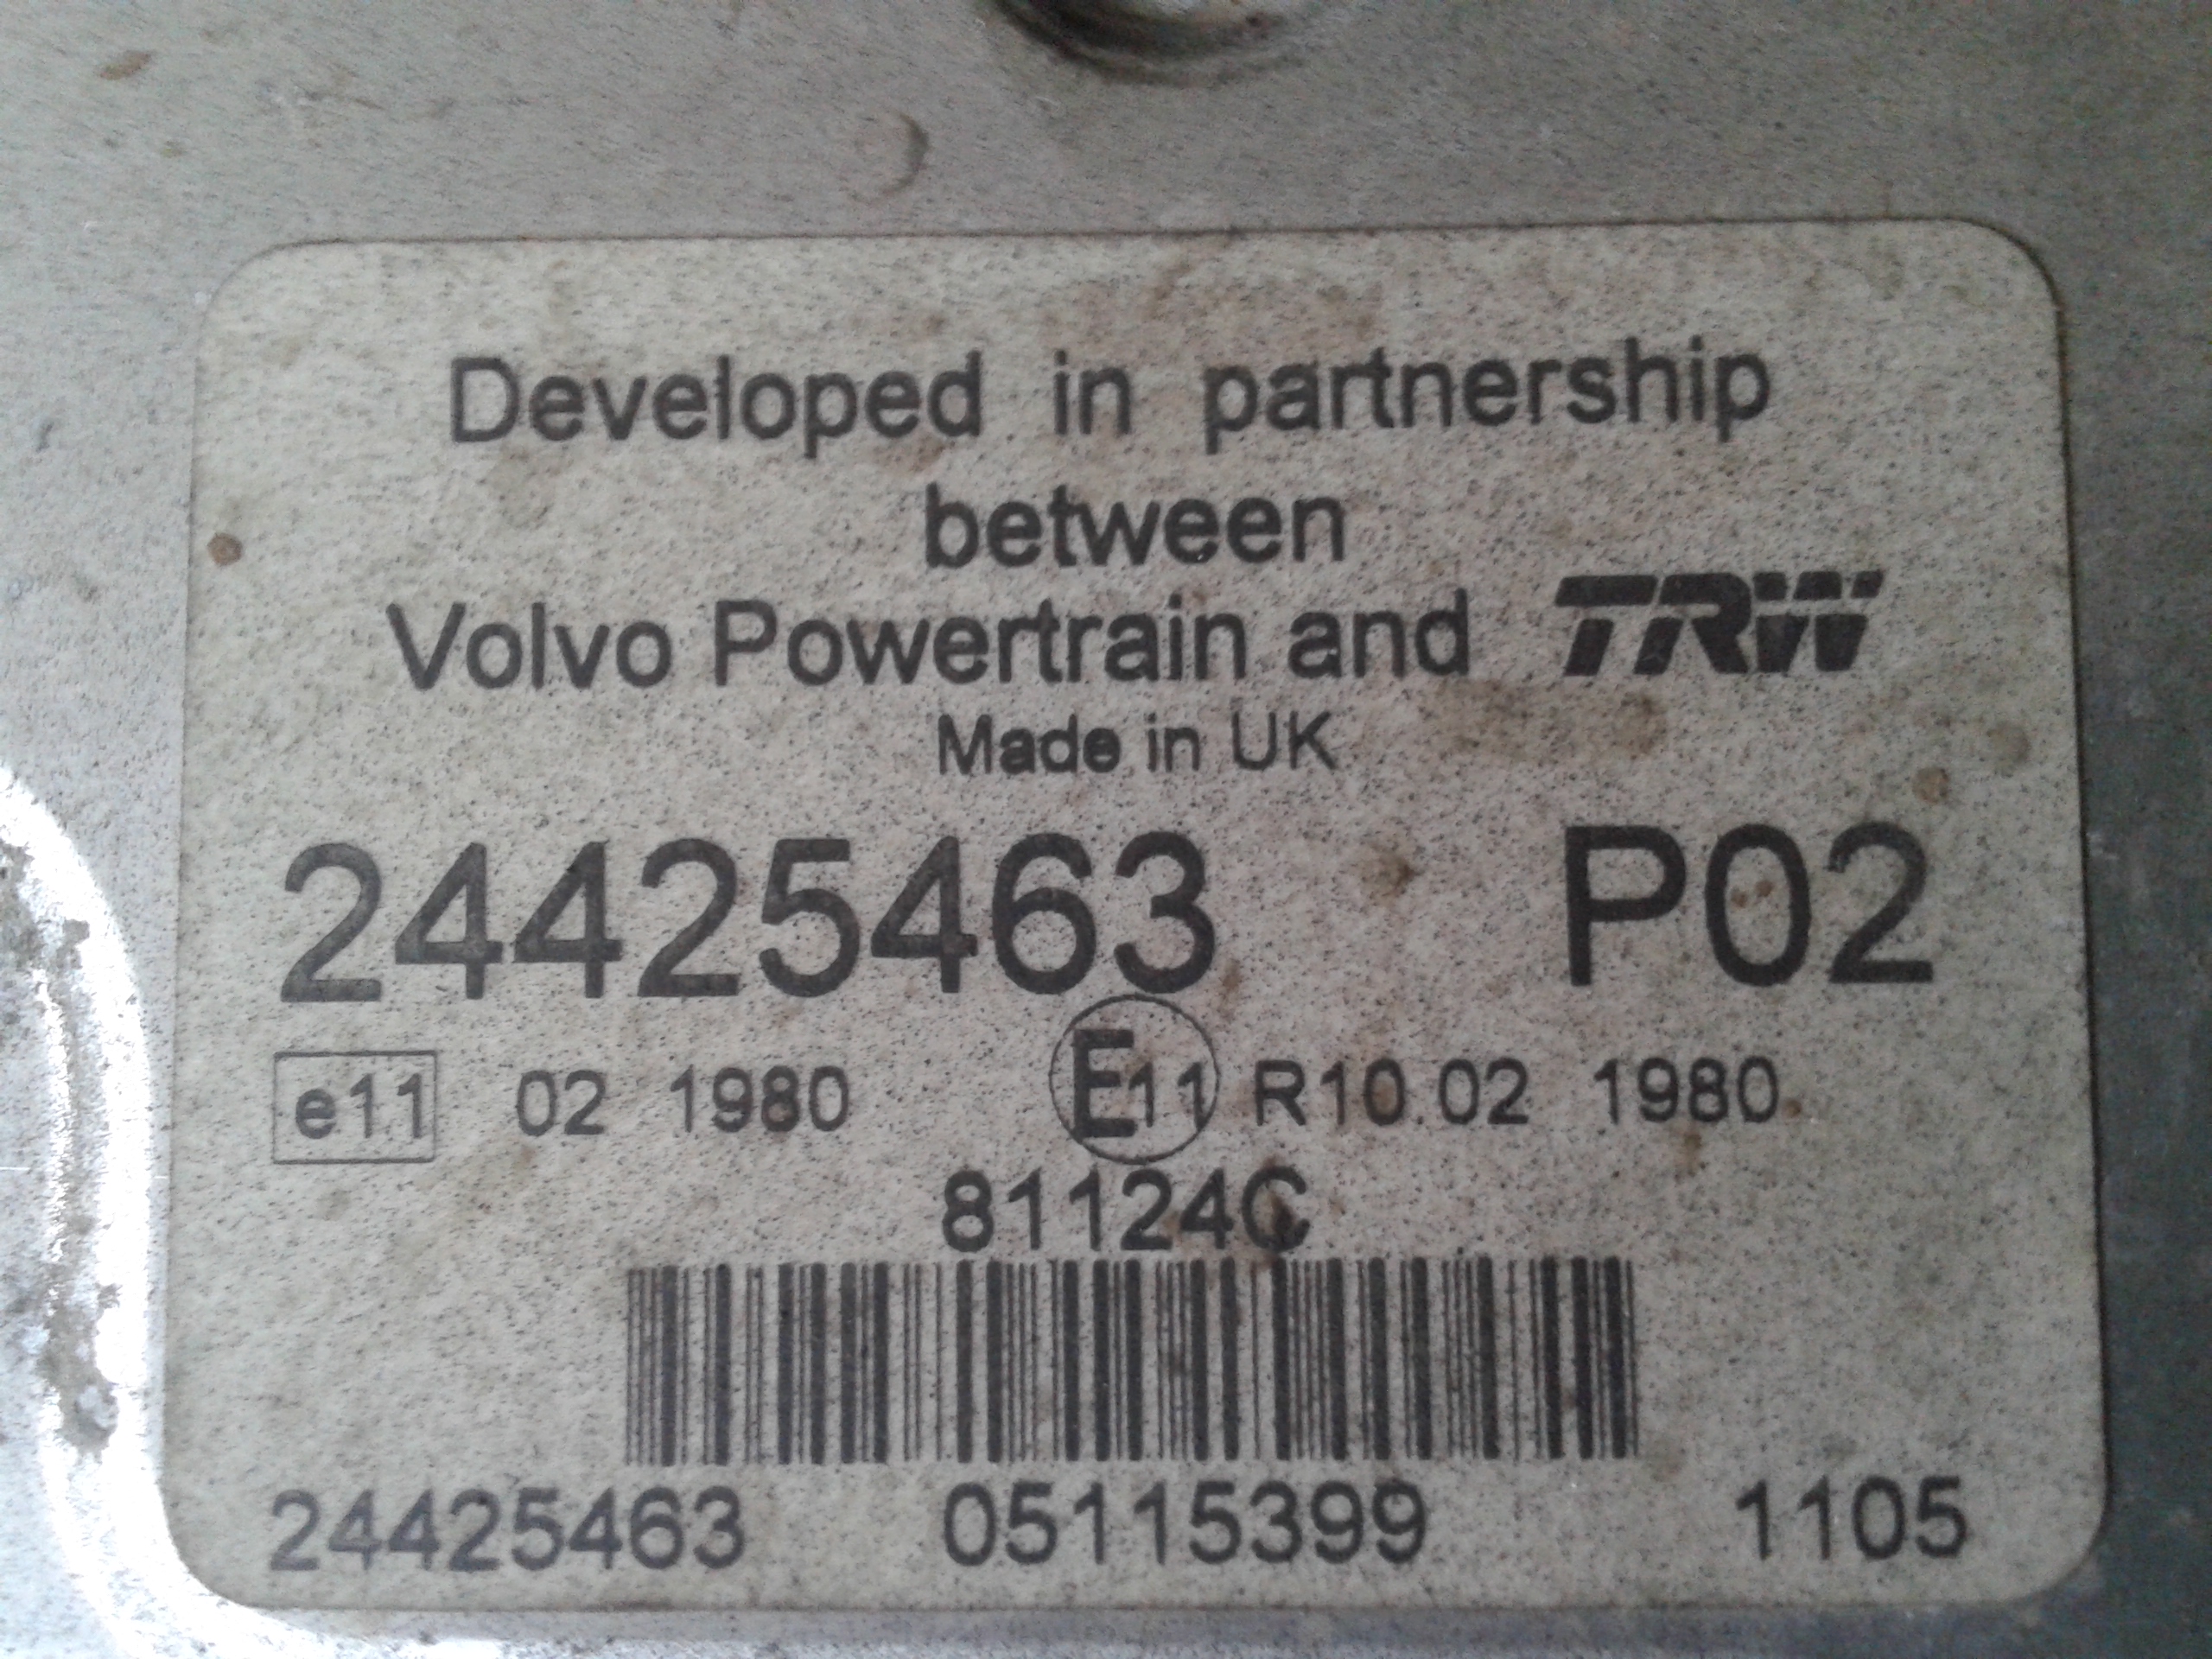 Developed in partnership
between
Volvo Powertrain and TRW
Made in UK
24425463 P02
e11 02 1980 E11 R10.02 1980
81124C
24425463 05115399 1105